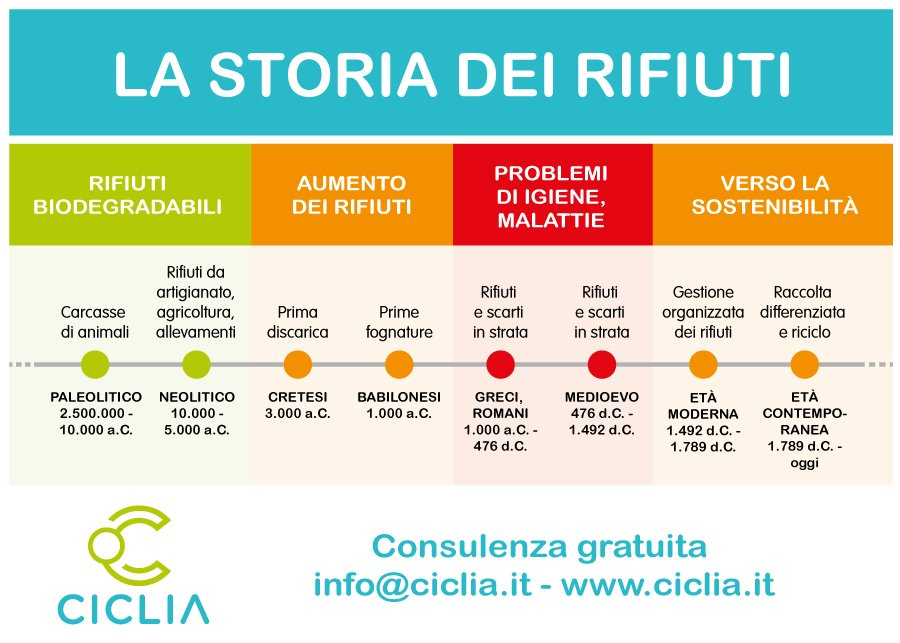 LA STORIA DEI RIFIUTI
RIFIUTI
BIODEGRADABILI
AUMENTO
DEI RIFIUTI
PROBLEMI
DI IGIENE,
MALATTIE
VERSO LA
SOSTENIBILITÀ
Carcasse
di animali
Rifiuti da
artigianato,
agricoltura,
allevamenti
Prima
discarica
Prime
fognature
Rifiuti
e scarti
in strata
Rifiuti
e scarti
in strata
Gestione
organizzata
dei rifiuti
Raccolta
differenziata
e riciclo
PALEOLITICO
2.500.000 -
10.000 a.C.
NEOLITICO
10.000 -
5.000 a.C.
CRETESI
3.000 a.C.
BABILONESI
1.000 a.C.
GRECI,
ROMANI
1.000 a.C. -
476 d.C.
MEDIOEVO
476 d.C. -
1.492 d.C.
ETÀ
MODERNA
1.492 d.C. -
1.789 d.C.
ETÀ
CONTEMPO-
RANEA
1.789 d.C. -
oggi
CICLIA
Consulenza gratuita
info@ciclia.it - www.ciclia.it